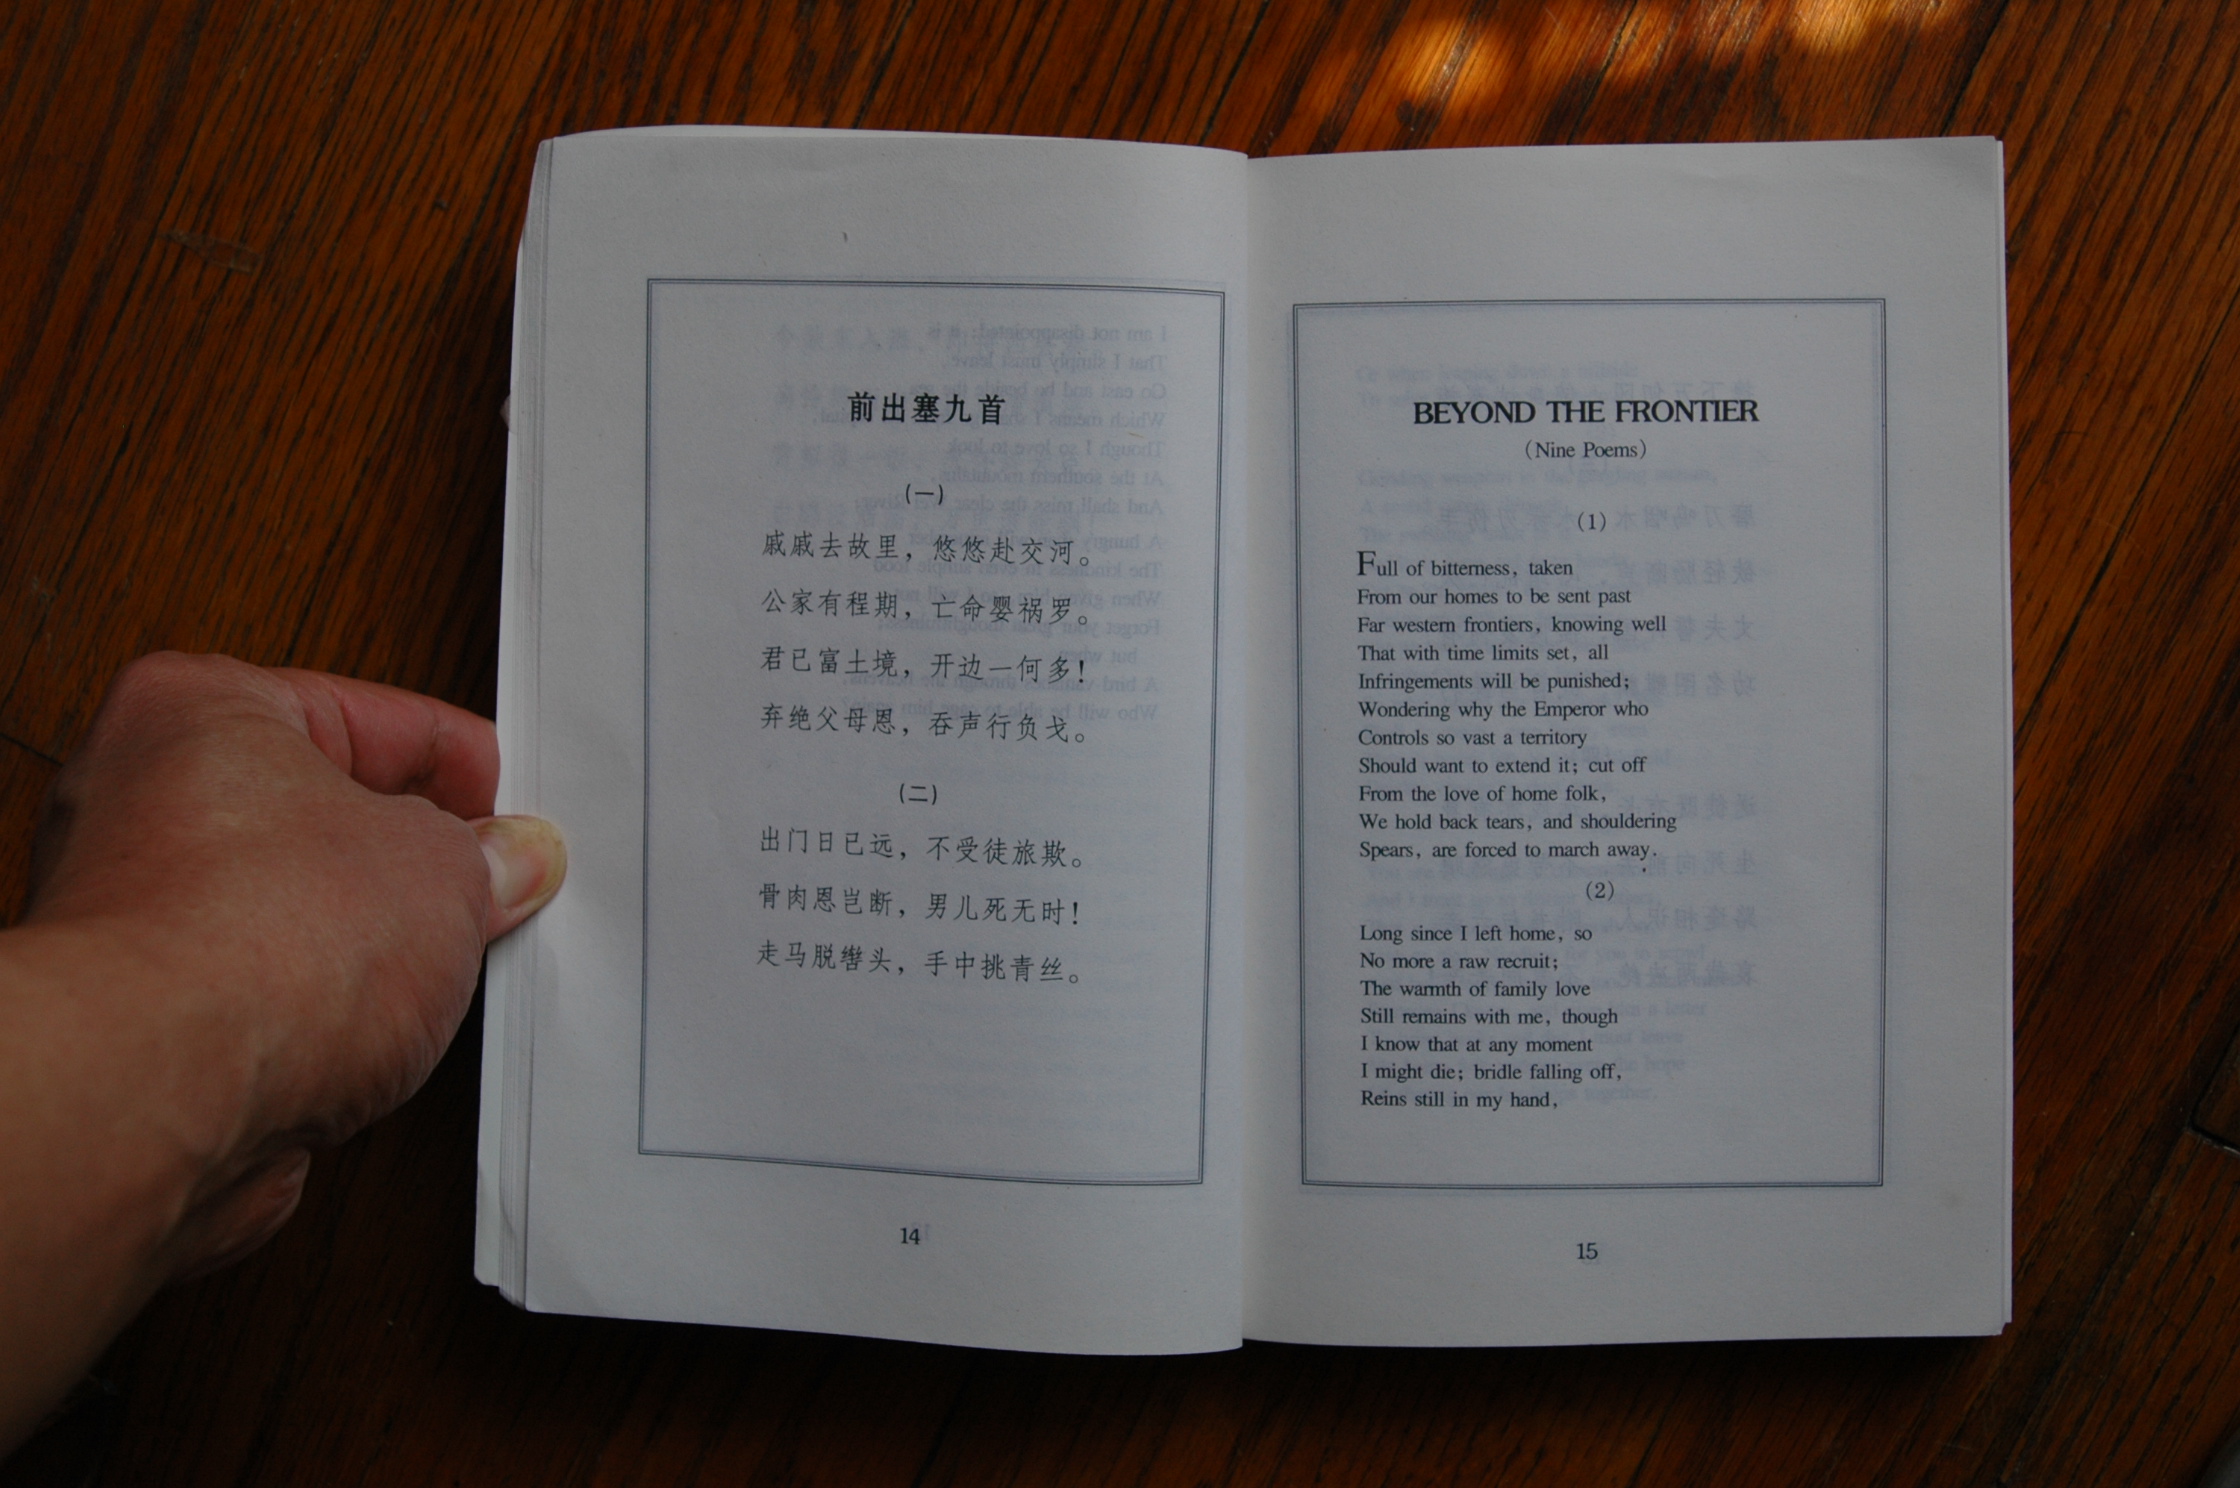 前出塞九首
(一)
戚戚去故里，悠悠赴交河。
公家有程期，亡命婴祸罗。
君已富土境，开边一何多！
弃绝父母恩，吞声行负戈。
(二)
出门日已远，不受徒旅欺。
骨肉恩岂断，男儿死无时！
走马脱辔头，手中挑青丝。
14
BEYOND THE FRONTIER
(Nine Poems)
(1)
Full of bitterness, taken
From our homes to be sent past
Far western frontiers, knowing well
That with time limits set, all
Infringements will be punished;
Wondering why the Emperor who
Controls so vast a territory
Should want to extend it; cut off
From the love of home folk,
We hold back tears, and shouldering
Spears, are forced to march away.
(2)
Long since I left home, so
No more a raw recruit;
The warmth of family love
Still remains with me, though
I know that at any moment
I might die; bridle falling off,
Reins still in my hand,
15